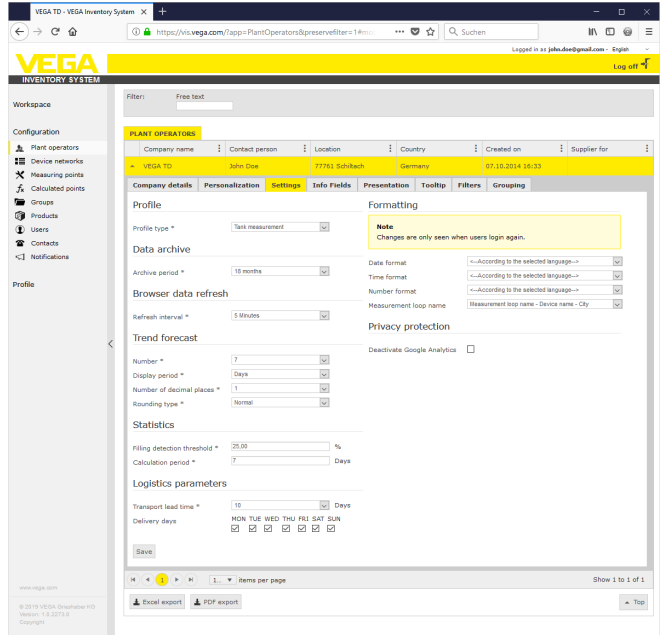 VEGA TD - VEGA Inventory System
https://vis.vega.com/?app=PlantOperators&preservefilter=1#mo
Suchen
Logged in as john.doe@gmail.com - English
VEGA
Log off
INVENTORY SYSTEM
Workspace
Configuration
Plant operators
Device networks
Measuring points
Calculated points
Groups
Products
Users
Contacts
Notifications
Profile
www.vega.com
© 2019 VEGA Grieshaber KG
Version: 1.0.2273.0
Copyright
Filter: Free text
PLANT OPERATORS
Company name Contact person Location Country Created on Supplier for
VEGA TD John Doe 77761 Schiltach Germany 07.10.2014 16:33
Company details Personalization Settings Info Fields Presentation Tooltip Filters Grouping
Profile
Profile type * Tank measurement
Data archive
Archive period * 18 months
Browser data refresh
Refresh interval * 5 Minutes
Trend forecast
Number * 7
Display period * Days
Number of decimal places * 1
Rounding type * Normal
Statistics
Filling detection threshold * 25,00 %
Calculation period * 7 Days
Logistics parameters
Transport lead time * 10 Days
Delivery days MON TUE WED THU FRI SAT SUN
Save
Formatting
Note
Changes are only seen when users login again.
Date format <--According to the selected language-->
Time format <--According to the selected language-->
Number format <--According to the selected language-->
Measurement loop name Measurement loop name - Device name - City
Privacy protection
Deactivate Google Analytics
1 1... items per page Show 1 to 1 of 1
Excel export PDF export Top